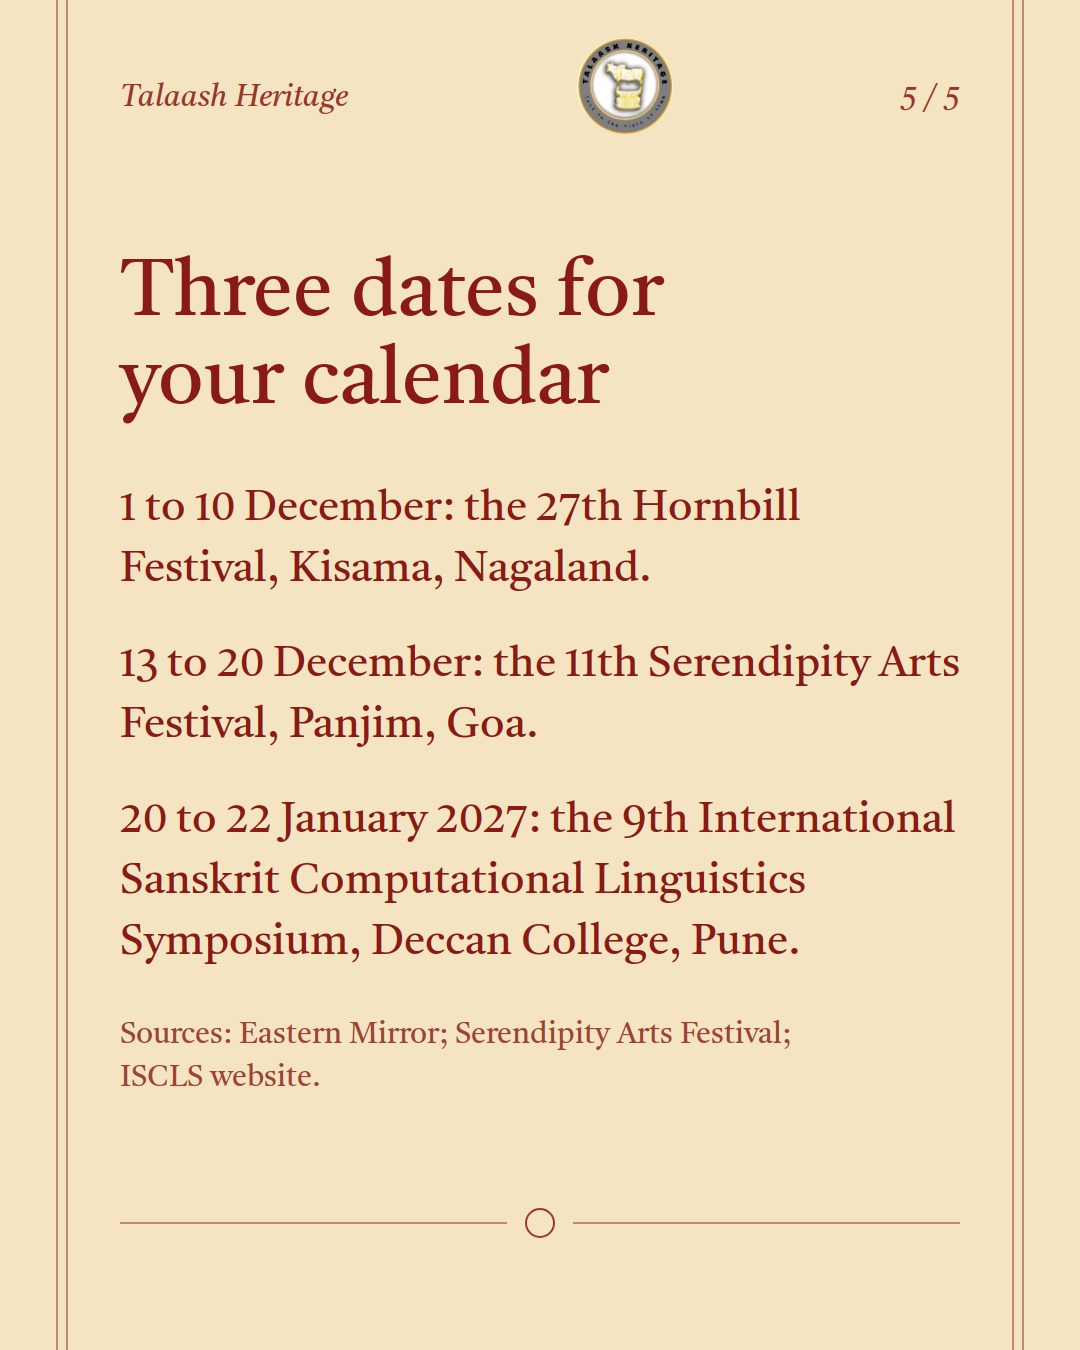 Talaash Heritage
TALAASH HERITAGE
5 / 5
Three dates for
your calendar
1 to 10 December: the 27th Hornbill
Festival, Kisama, Nagaland.
13 to 20 December: the 11th Serendipity Arts
Festival, Panjim, Goa.
20 to 22 January 2027: the 9th International
Sanskrit Computational Linguistics
Symposium, Deccan College, Pune.
Sources: Eastern Mirror; Serendipity Arts Festival;
ISCLS website.